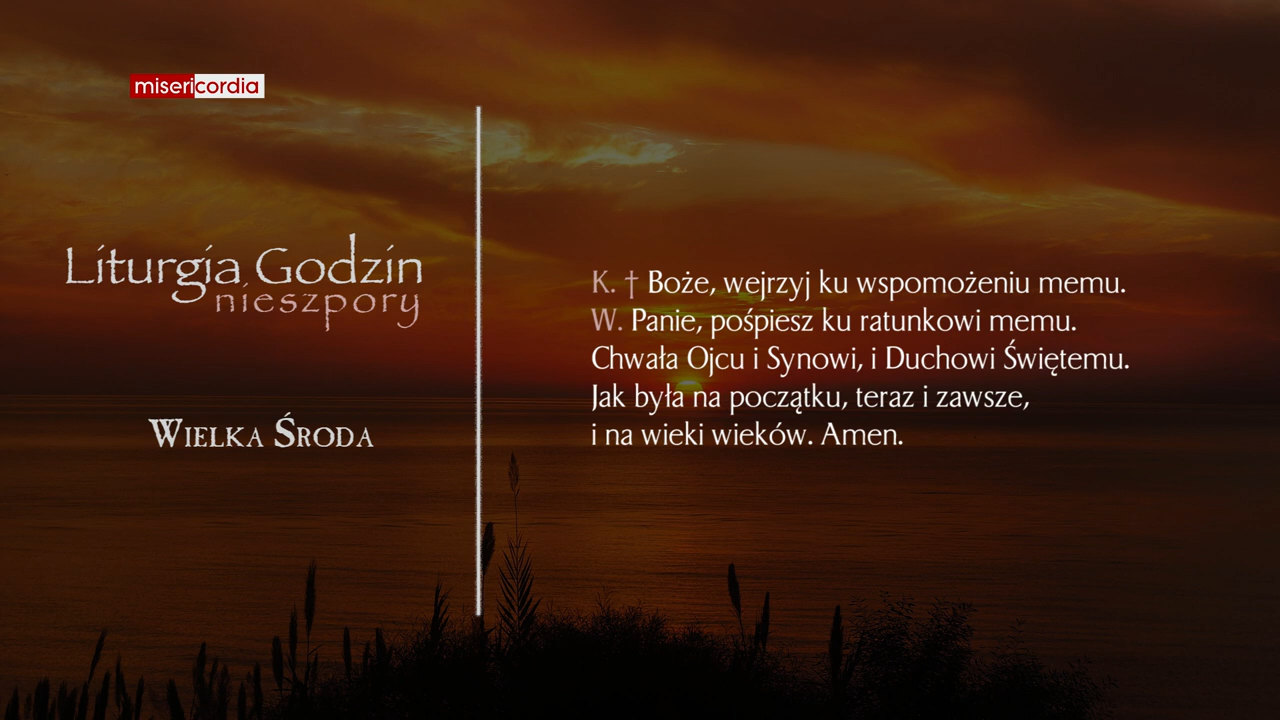 misericordia
Liturgia Godzin
nieszpory
Wielka Środa
K. † Boże, wejrzyj ku wspomożeniu memu.
W. Panie, pośpiesz ku ratunkowi memu.
Chwała Ojcu i Synowi, i Duchowi Świętemu.
Jak była na początku, teraz i zawsze,
i na wieki wieków. Amen.